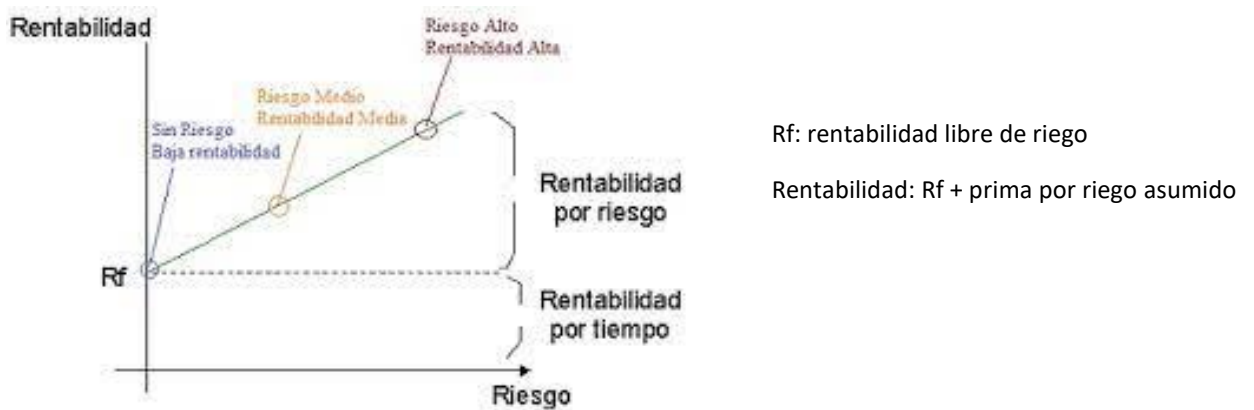 Rentabilidad
Riesgo Alto
Rentabilidad Alta
Riesgo Medio
Rentabilidad Media
Sin Riesgo
Baja rentabilidad
Rf: rentabilidad libre de riego
Rentabilidad: Rf + prima por riego asumido
Rentabilidad
por riesgo
Rf
Rentabilidad
por tiempo
Riesgo